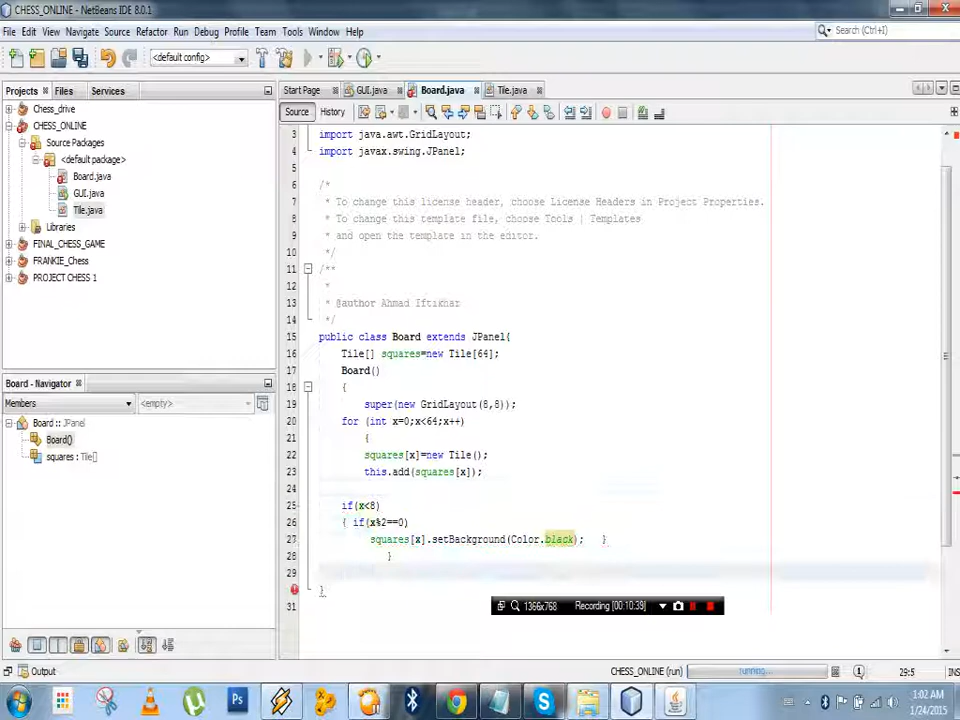 CHESS_ONLINE - NetBeans IDE 8.0.1
File Edit View Navigate Source Refactor Run Debug Profile Team Tools Window Help
Search (Ctrl+I)
<default config>
Projects Files Services
Start Page GUI.java Board.java Tile.java
Source History
Chess_drive
CHESS_ONLINE
Source Packages
<default package>
Board.java
GUI.java
Tile.java
Libraries
FINAL_CHESS_GAME
FRANKIE_Chess
PROJECT CHESS 1
Board - Navigator
Members <empty>
Board :: JPanel
Board()
squares : Tile[]
3 import java.awt.GridLayout;
4 import javax.swing.JPanel;
5
6 /*
7 * To change this license header, choose License Headers in Project Properties.
8 * To change this template file, choose Tools | Templates
9 * and open the template in the editor.
10 */
11 /**
12 *
13 * @author Ahmad Iftikhar
14 */
15 public class Board extends JPanel{
16 Tile[] squares=new Tile[64];
17 Board()
18 {
19 super(new GridLayout(8,8));
20 for (int x=0;x<64;x++)
21 {
22 squares[x]=new Tile();
23 this.add(squares[x]);
24
25 if(x<8)
26 { if(x%2==0)
27 squares[x].setBackground(Color.black); }
28 }
29
30 }
31
1366x768 Recording [00:10:39]
Output
CHESS_ONLINE (run) running... 29:5 INS
Ps
1:02 AM
1/24/2015